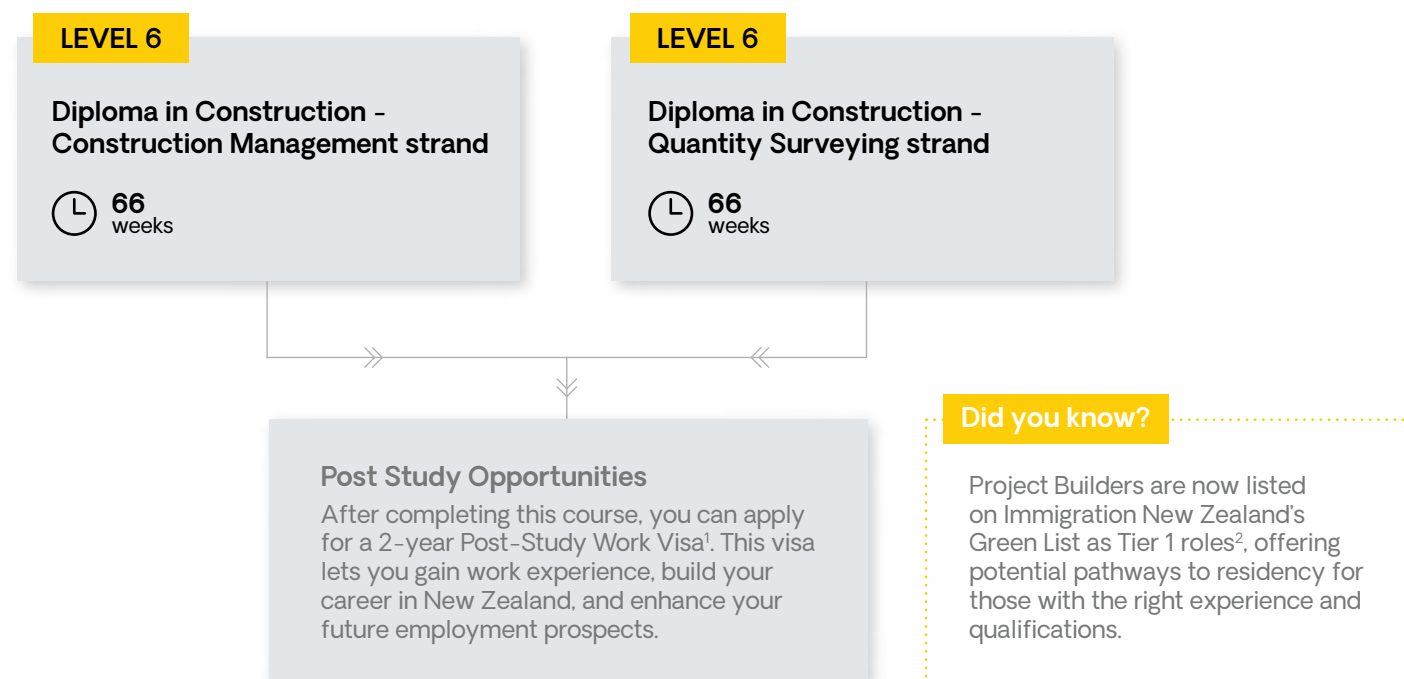 LEVEL 6
Diploma in Construction -
Construction Management strand
66
weeks
LEVEL 6
Diploma in Construction -
Quantity Surveying strand
66
weeks
Post Study Opportunities
After completing this course, you can apply
for a 2-year Post-Study Work Visa¹. This visa
lets you gain work experience, build your
career in New Zealand, and enhance your
future employment prospects.
Did you know?
Project Builders are now listed
on Immigration New Zealand’s
Green List as Tier 1 roles², offering
potential pathways to residency for
those with the right experience and
qualifications.